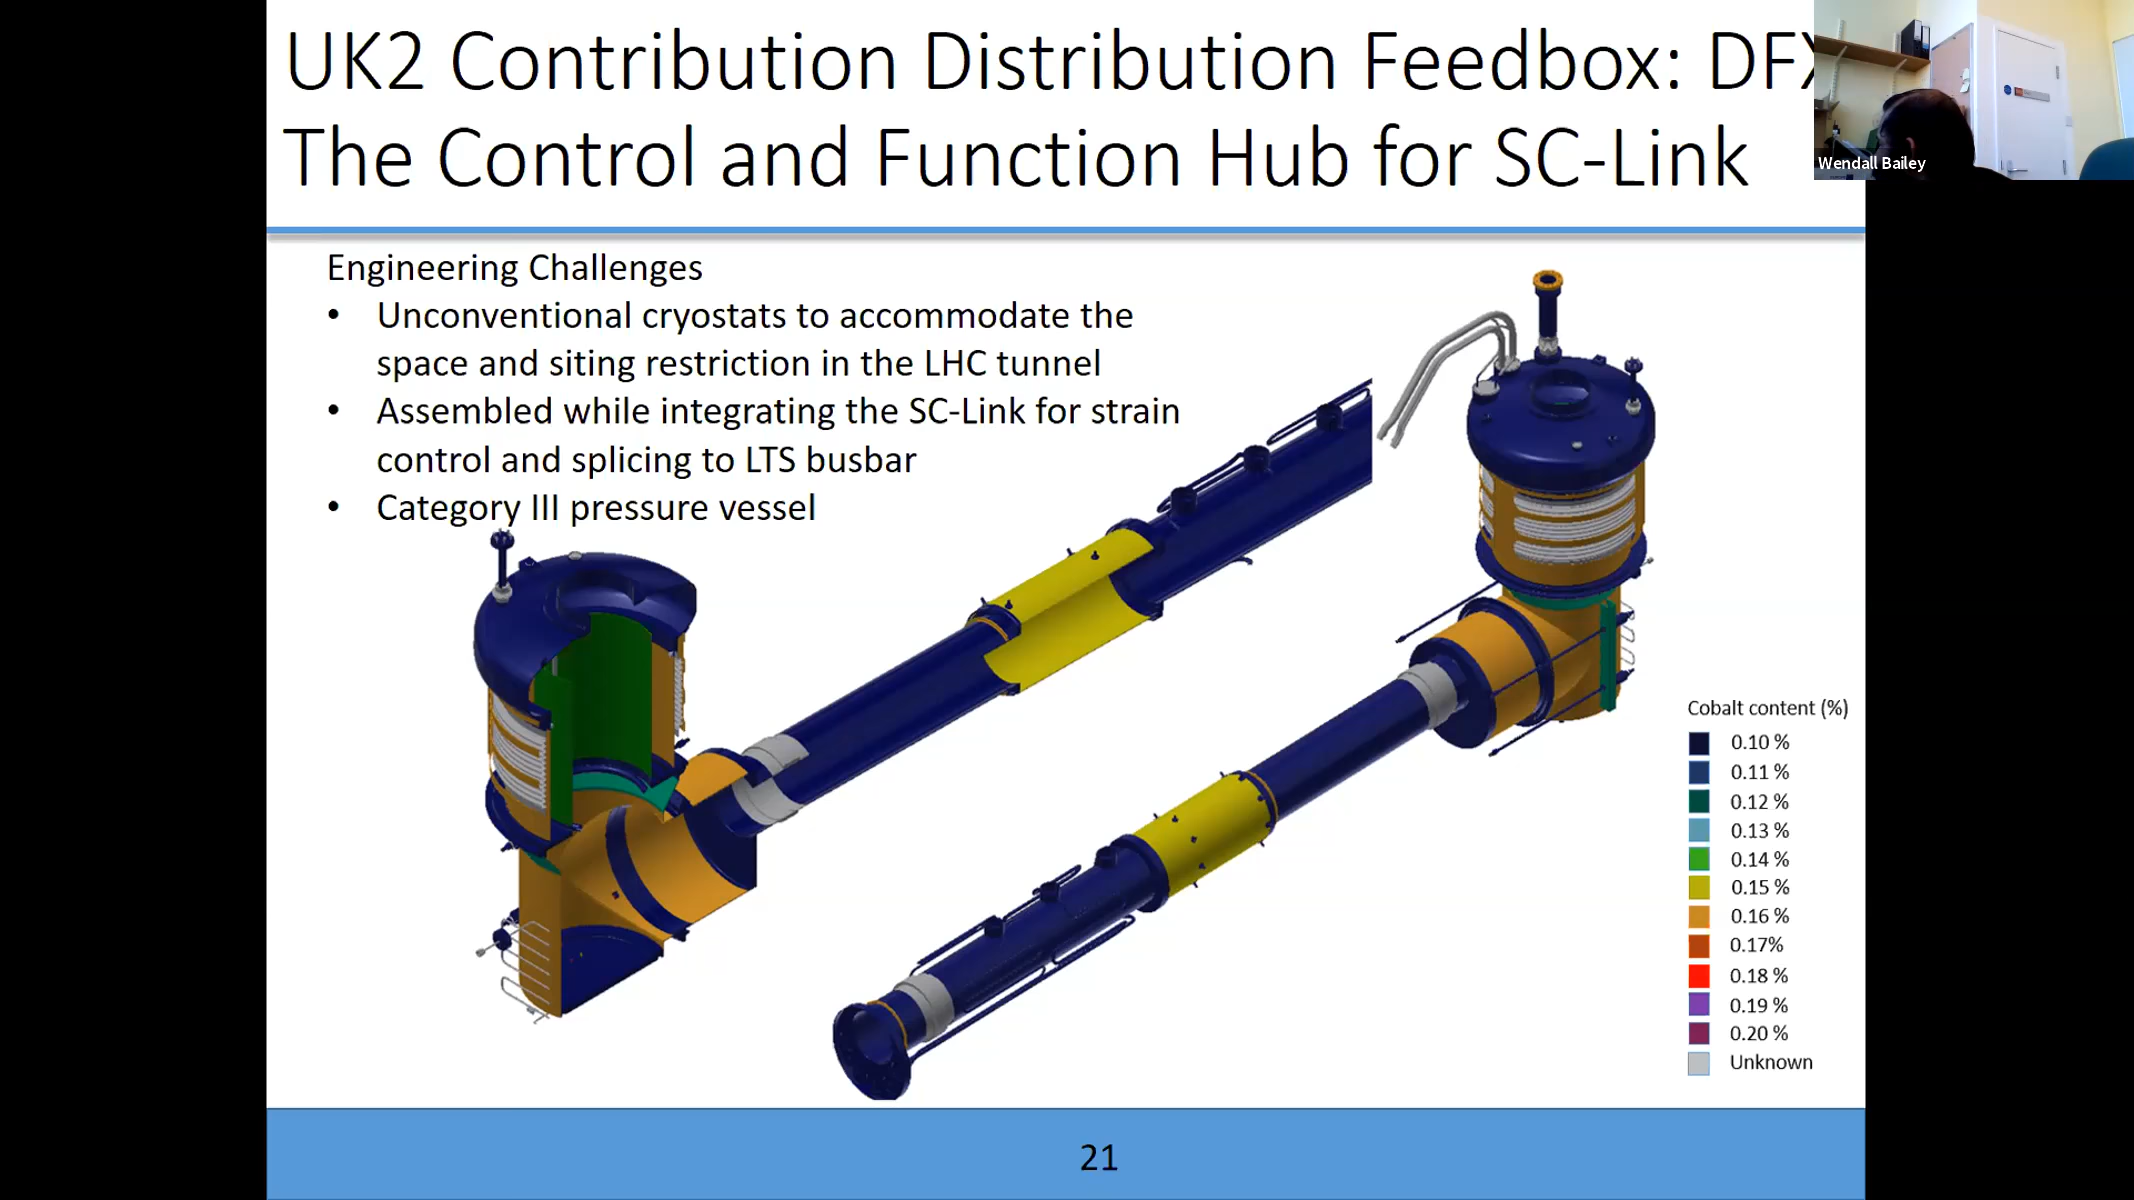 UK2 Contribution Distribution Feedbox: DFX
The Control and Function Hub for SC-Link
Wendall Bailey
Engineering Challenges
• Unconventional cryostats to accommodate the
space and siting restriction in the LHC tunnel
• Assembled while integrating the SC-Link for strain
control and splicing to LTS busbar
• Category III pressure vessel
Cobalt content (%)
0.10 %
0.11 %
0.12 %
0.13 %
0.14 %
0.15 %
0.16 %
0.17%
0.18 %
0.19 %
0.20 %
Unknown
21